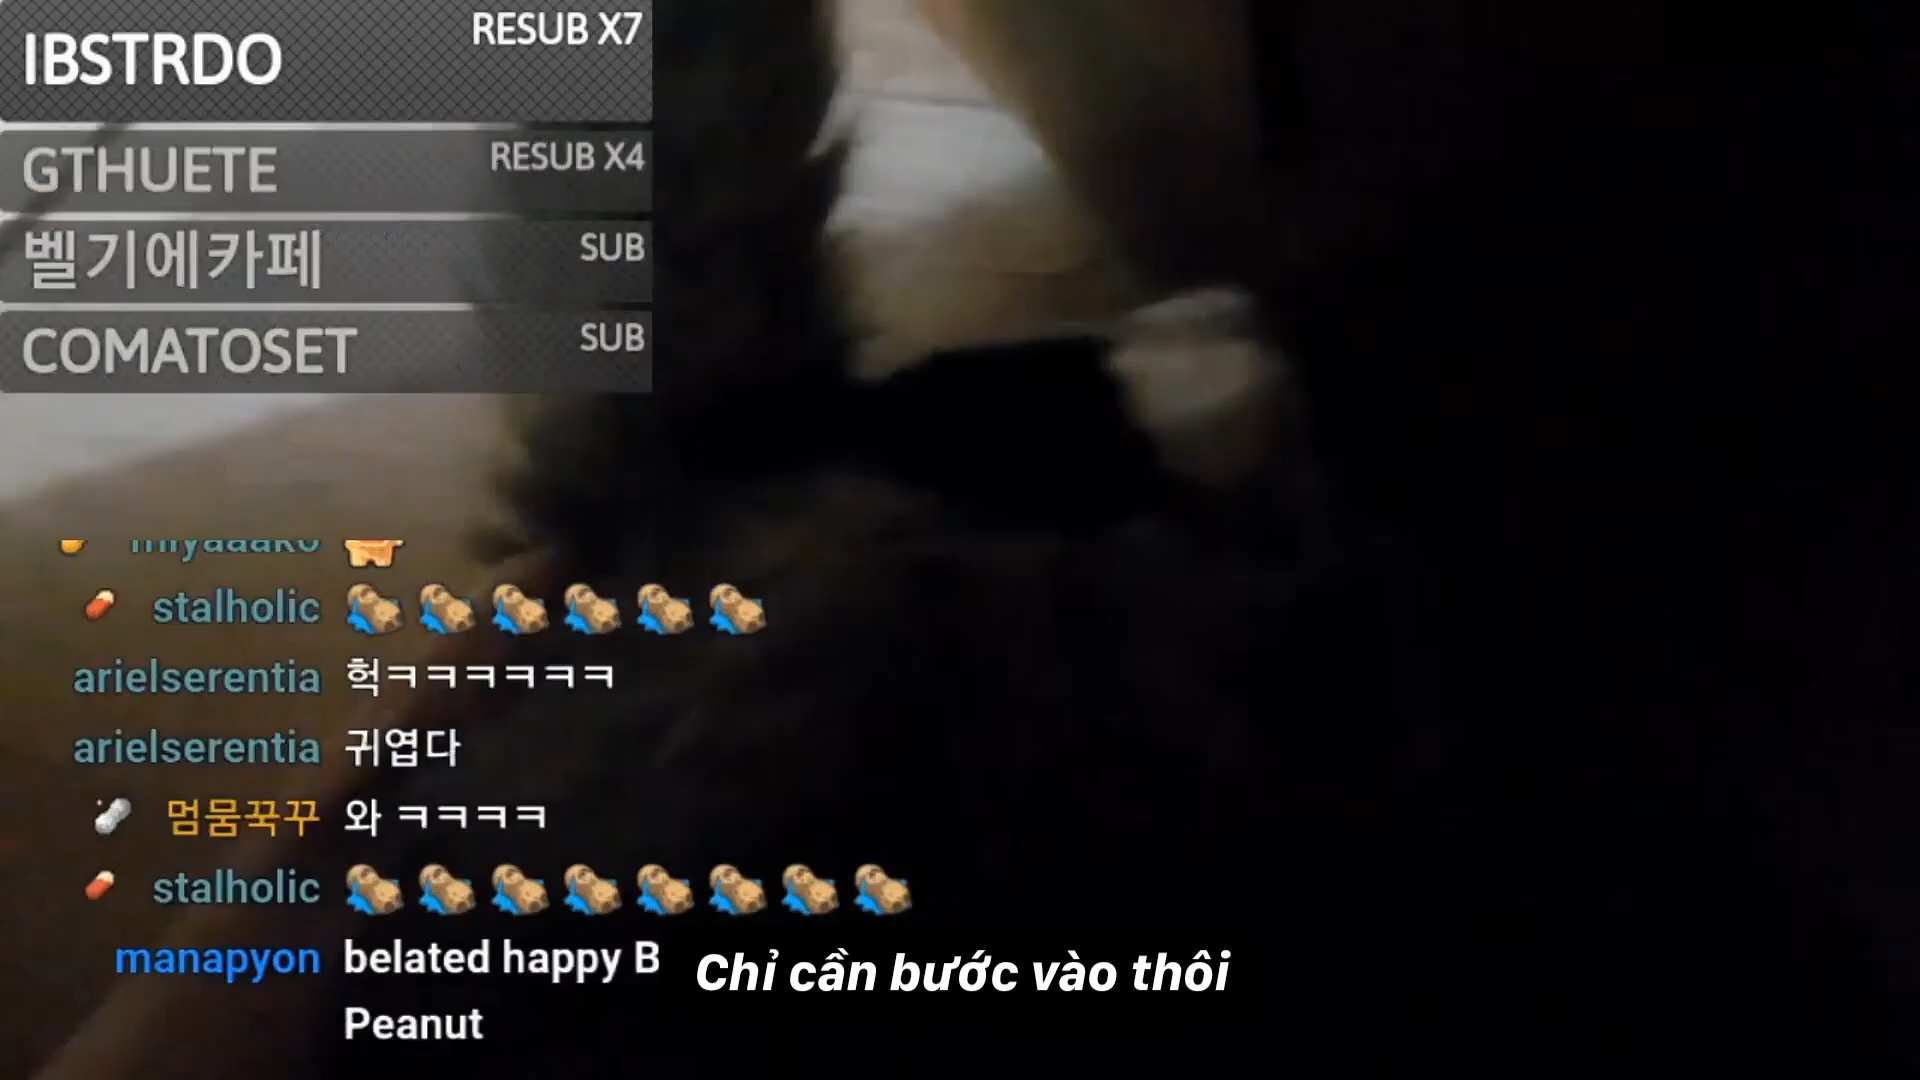 IBSTRDO RESUB X7
GTHUETE RESUB X4
벨기에카페 SUB
COMATOSET SUB
miyaaako
stalholic
arielserentia 헉ㅋㅋㅋㅋㅋㅋ
arielserentia 귀엽다
멈뭄꾹꾸 와 ㅋㅋㅋㅋ
stalholic
manapyon belated happy B
Peanut
Chỉ cần bước vào thôi